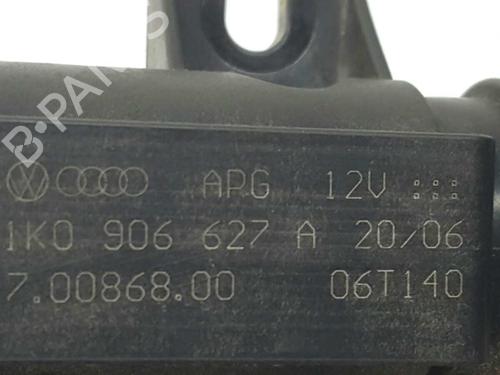 B-PARTS
APG 12V
1K0 906 627 A 20/06
7.00868.00 06T140